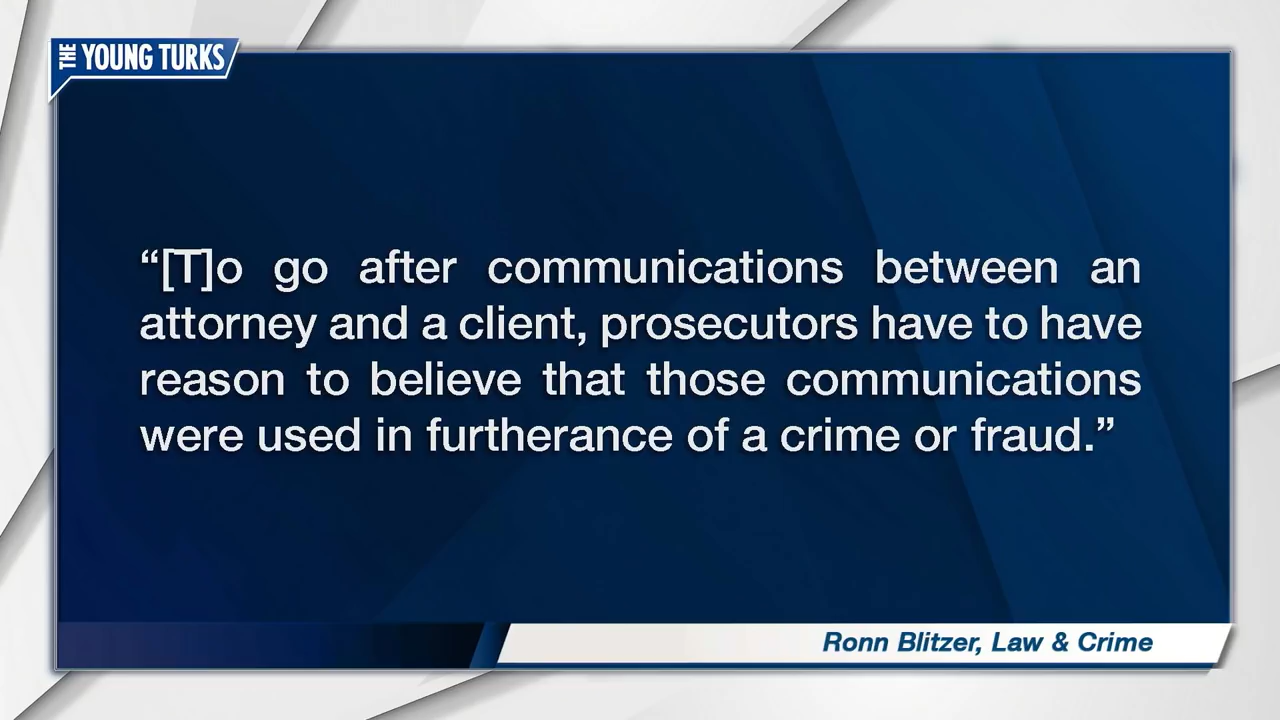 THE YOUNG TURKS
“[T]o go after communications between an
attorney and a client, prosecutors have to have
reason to believe that those communications
were used in furtherance of a crime or fraud.”
Ronn Blitzer, Law & Crime